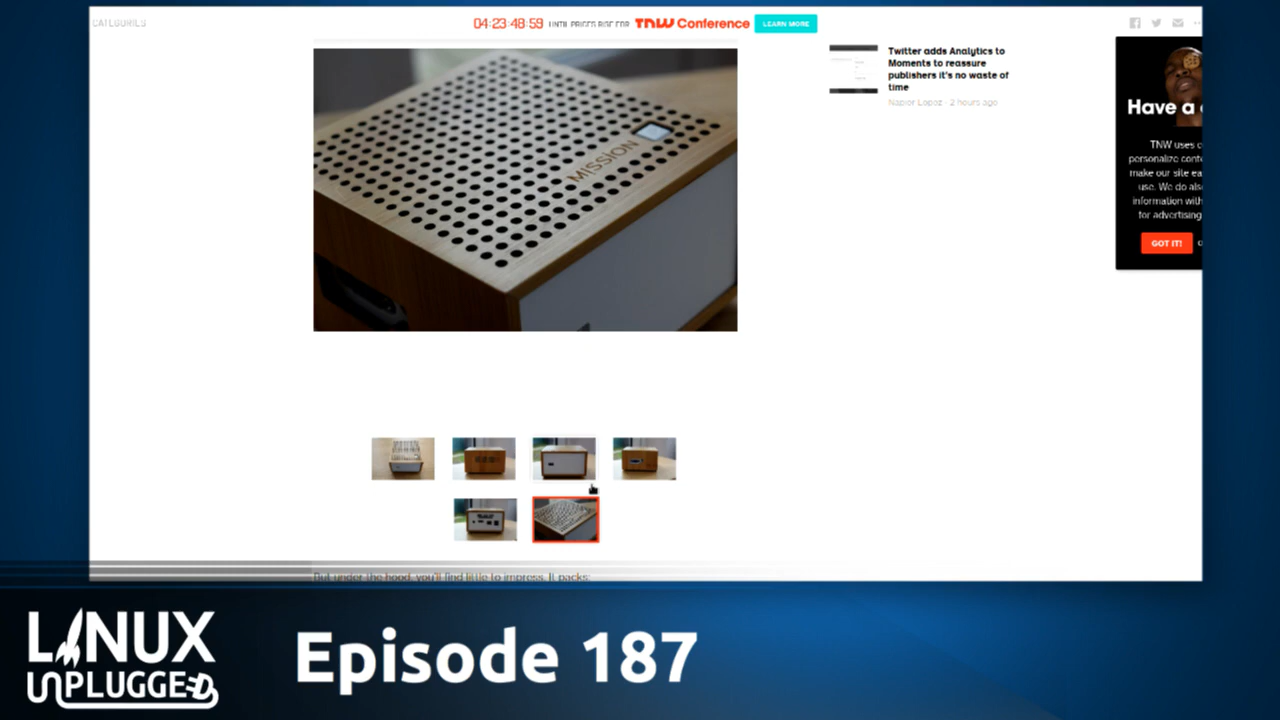 CATEGORIES
04:23:48:59 UNTIL PRICES RISE FOR TNW Conference LEARN MORE
MISSION
Twitter adds Analytics to
Moments to reassure
publishers it's no waste of
time
Napier Lopez - 2 hours ago
Have a
TNW uses
personalize
make our site
use. We do
information with
for advertising
GOT IT!
But under the hood, you'll find little to impress. It packs:
LINUX
UNPLUGGED
Episode 187